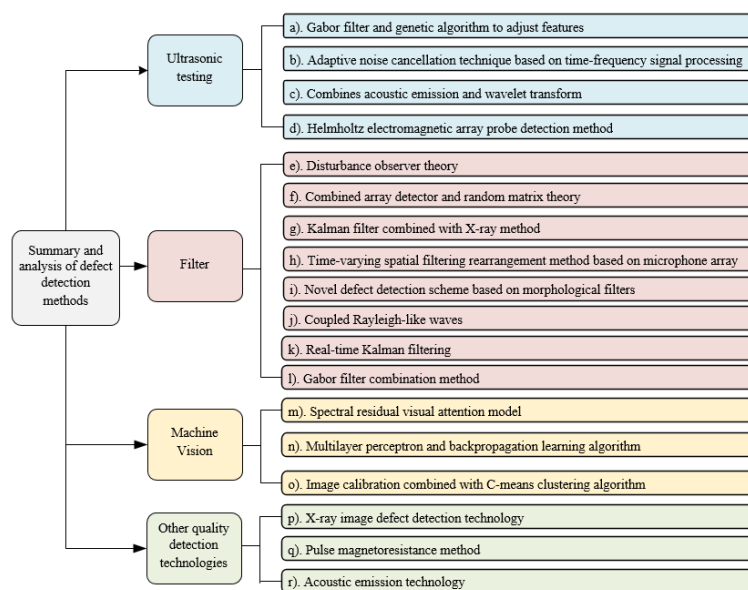 Summary and
analysis of defect
detection
methods
Ultrasonic
testing
a). Gabor filter and genetic algorithm to adjust features
b). Adaptive noise cancellation technique based on time-frequency signal processing
c). Combines acoustic emission and wavelet transform
d). Helmholtz electromagnetic array probe detection method
Filter
e). Disturbance observer theory
f). Combined array detector and random matrix theory
g). Kalman filter combined with X-ray method
h). Time-varying spatial filtering rearrangement method based on microphone array
i). Novel defect detection scheme based on morphological filters
j). Coupled Rayleigh-like waves
k). Real-time Kalman filtering
l). Gabor filter combination method
Machine
Vision
m). Spectral residual visual attention model
n). Multilayer perceptron and backpropagation learning algorithm
o). Image calibration combined with C-means clustering algorithm
Other quality
detection
technologies
p). X-ray image defect detection technology
q). Pulse magnetoresistance method
r). Acoustic emission technology